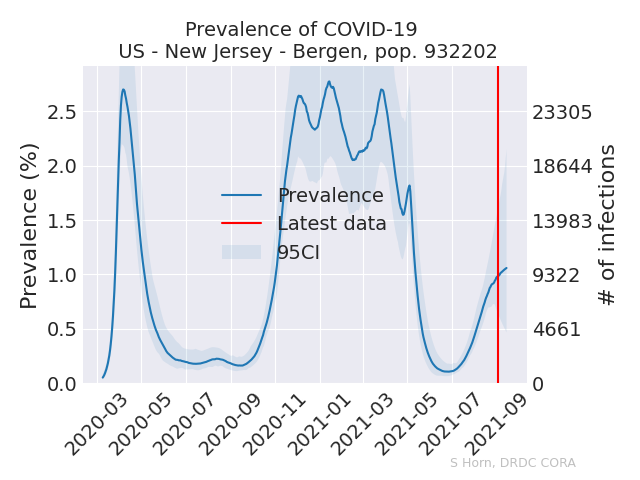 Prevalence of COVID-19
US - New Jersey - Bergen, pop. 932202
Prevalence (%)
2.5
2.0
1.5
1.0
0.5
0.0
Prevalence
Latest data
95CI
23305
18644
13983
9322
4661
0
# of infections
2020-03
2020-05
2020-07
2020-09
2020-11
2021-01
2021-03
2021-05
2021-07
2021-09
S Horn, DRDC CORA